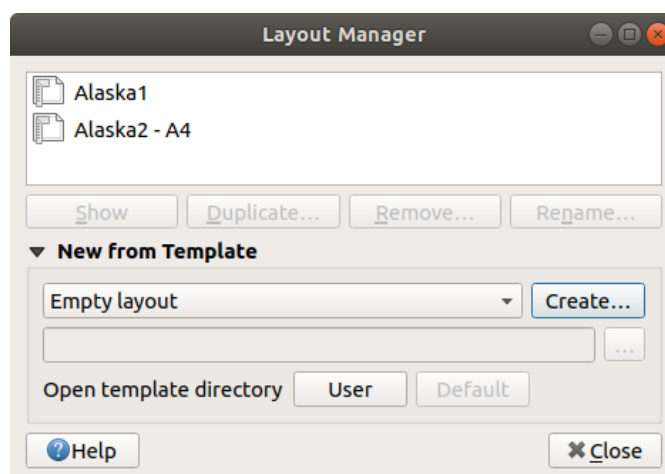 Layout Manager
Alaska1
Alaska2 - A4
Show Duplicate... Remove... Rename...
New from Template
Empty layout Create...
...
Open template directory User Default
Help Close